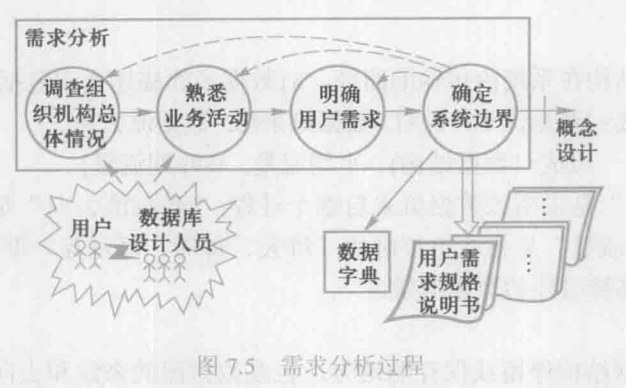 需求分析
调查组
织机构总
体情况
熟悉
业务活动
明确
用户需求
确定
系统边界
概念
设计
用户
数据库
设计人员
数据
字典
用户需
求规格
说明书
⋮
⋮
图 7.5 需求分析过程